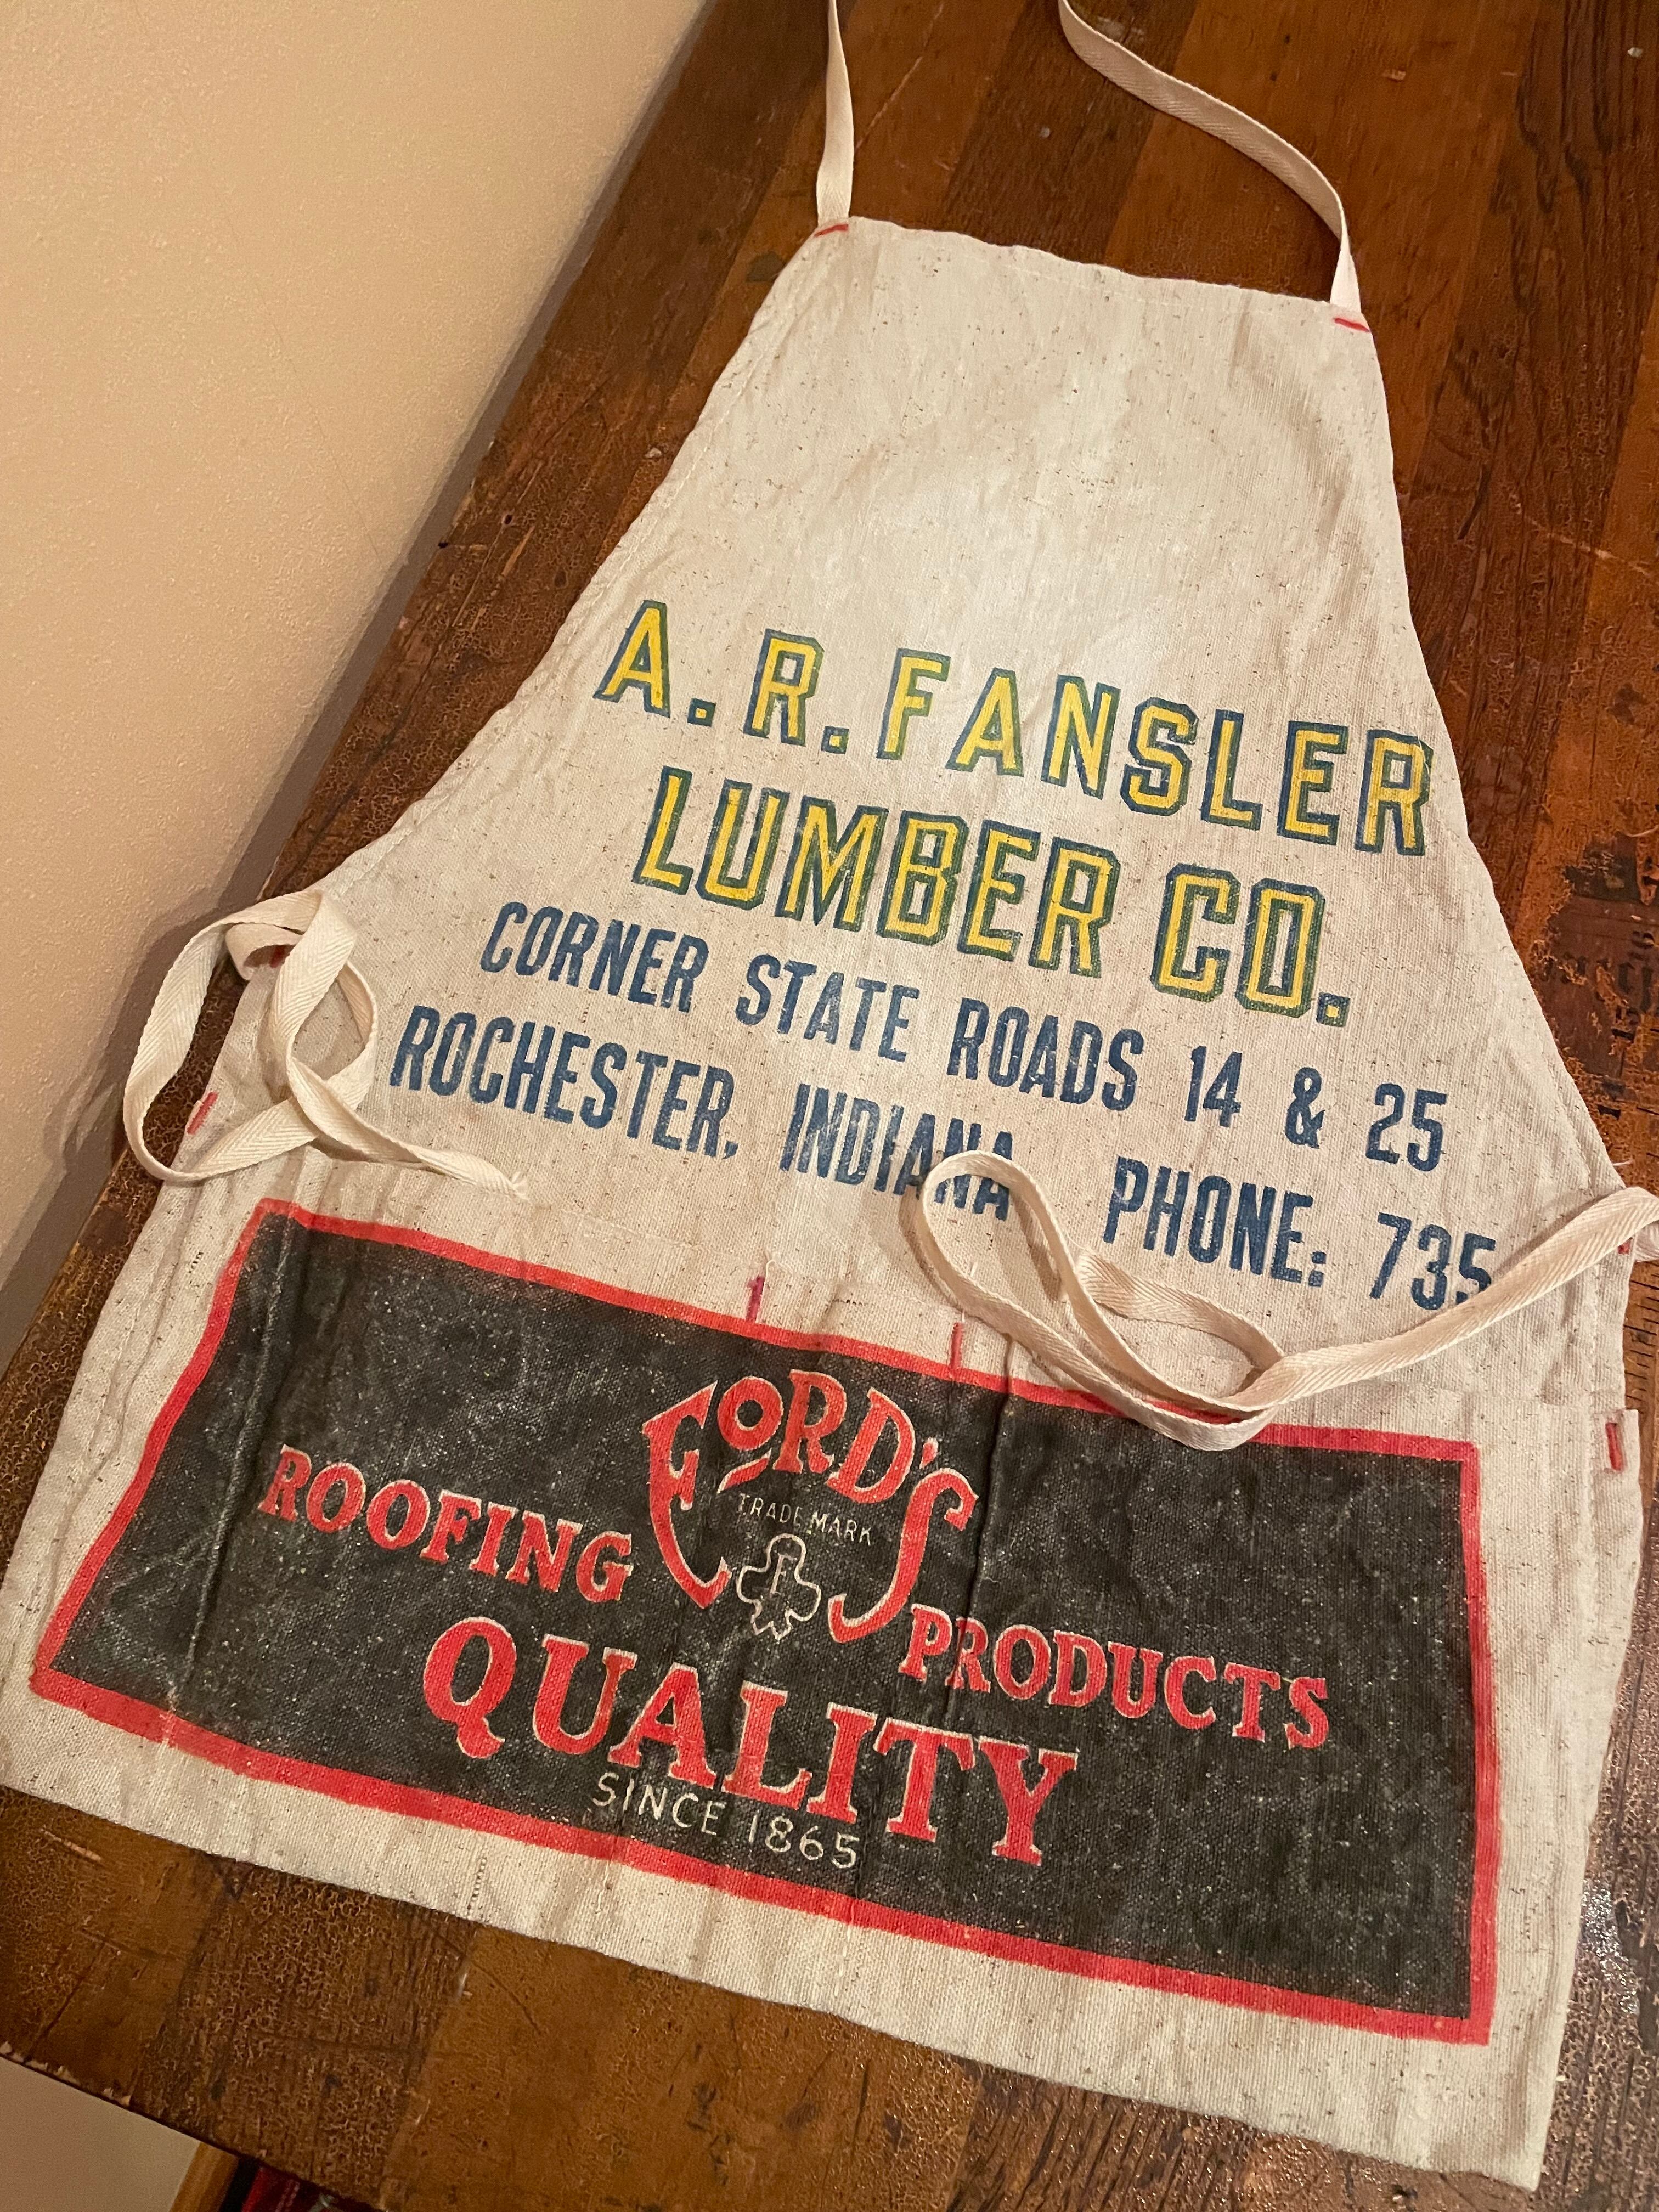 A. R. FANSLER
LUMBER CO.
CORNER STATE ROADS 14 & 25
ROCHESTER, INDIANA PHONE: 735
FORD'S
TRADE MARK
F
ROOFING PRODUCTS
QUALITY
SINCE 1865